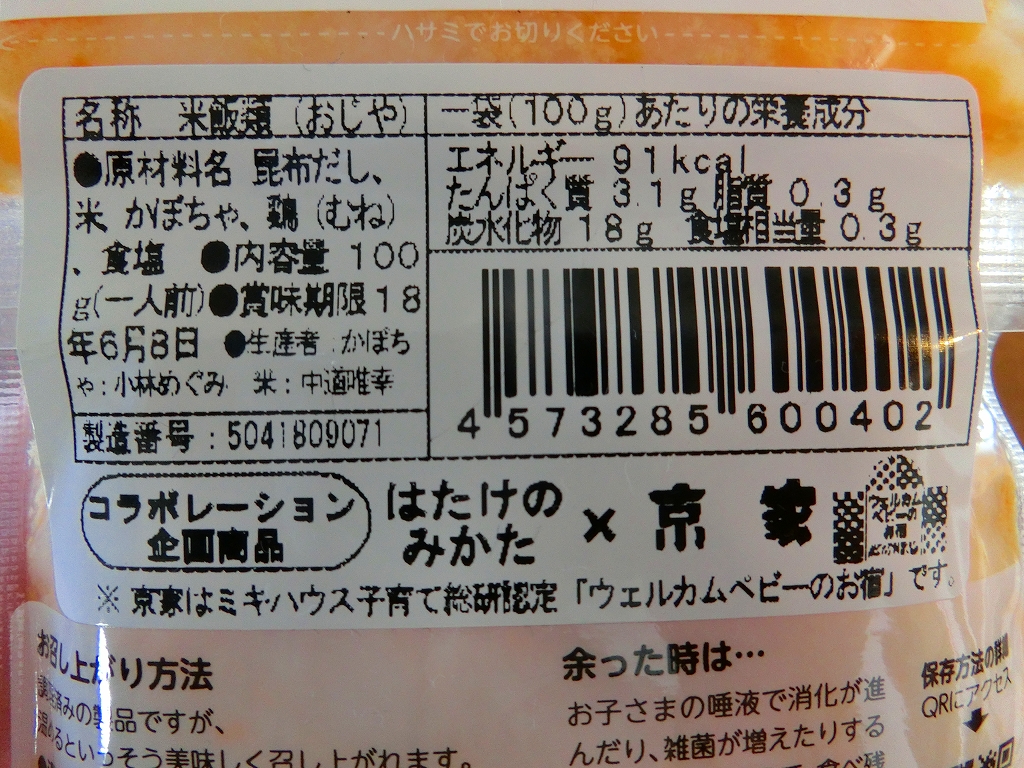 ハサミでお切りください
名称 米飯類(おじや)
●原材料名 昆布だし、
米 かぼちゃ、鶏(むね)
、食塩 ●内容量 100
g(一人前)●賞味期限18
年6月8日 ●生産者:かぼち
ゃ:小林めぐみ 米:中道唯幸
製造番号:5041809071
一袋(100g)あたりの栄養成分
エネルギー 91kcal
たんぱく質 3.1g 脂質 0.3g
炭水化物 18g 食塩相当量 0.3g
4 573285 600402
コラボレーション
企画商品
はたけの
みかた
×
京家
ウェルカム
ベビーの
お宿
※京家はミキハウス子育て総研認定「ウェルカムベビーのお宿」です。
お召し上がり方法
調理済みの製品ですが、
温めるといっそう美味しく召し上がれます。
余った時は…
お子さまの唾液で消化が進
んだり、雑菌が増えたりする
食べ残
保存方法の詳細
QRにアクセス